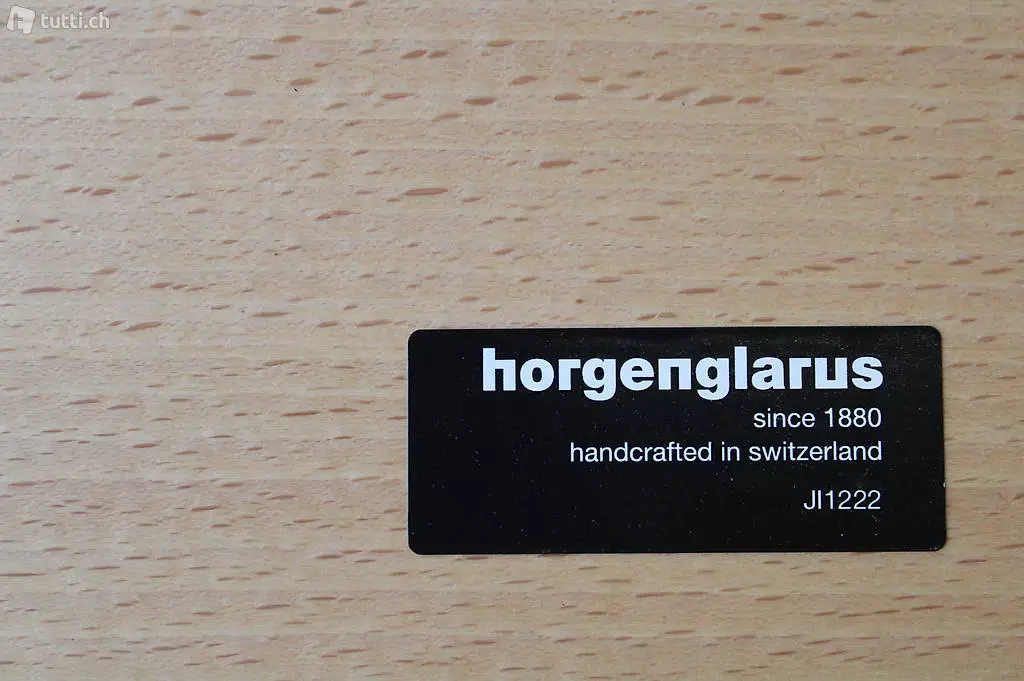 tutti.ch
horgenglarus
since 1880
handcrafted in switzerland
JI1222